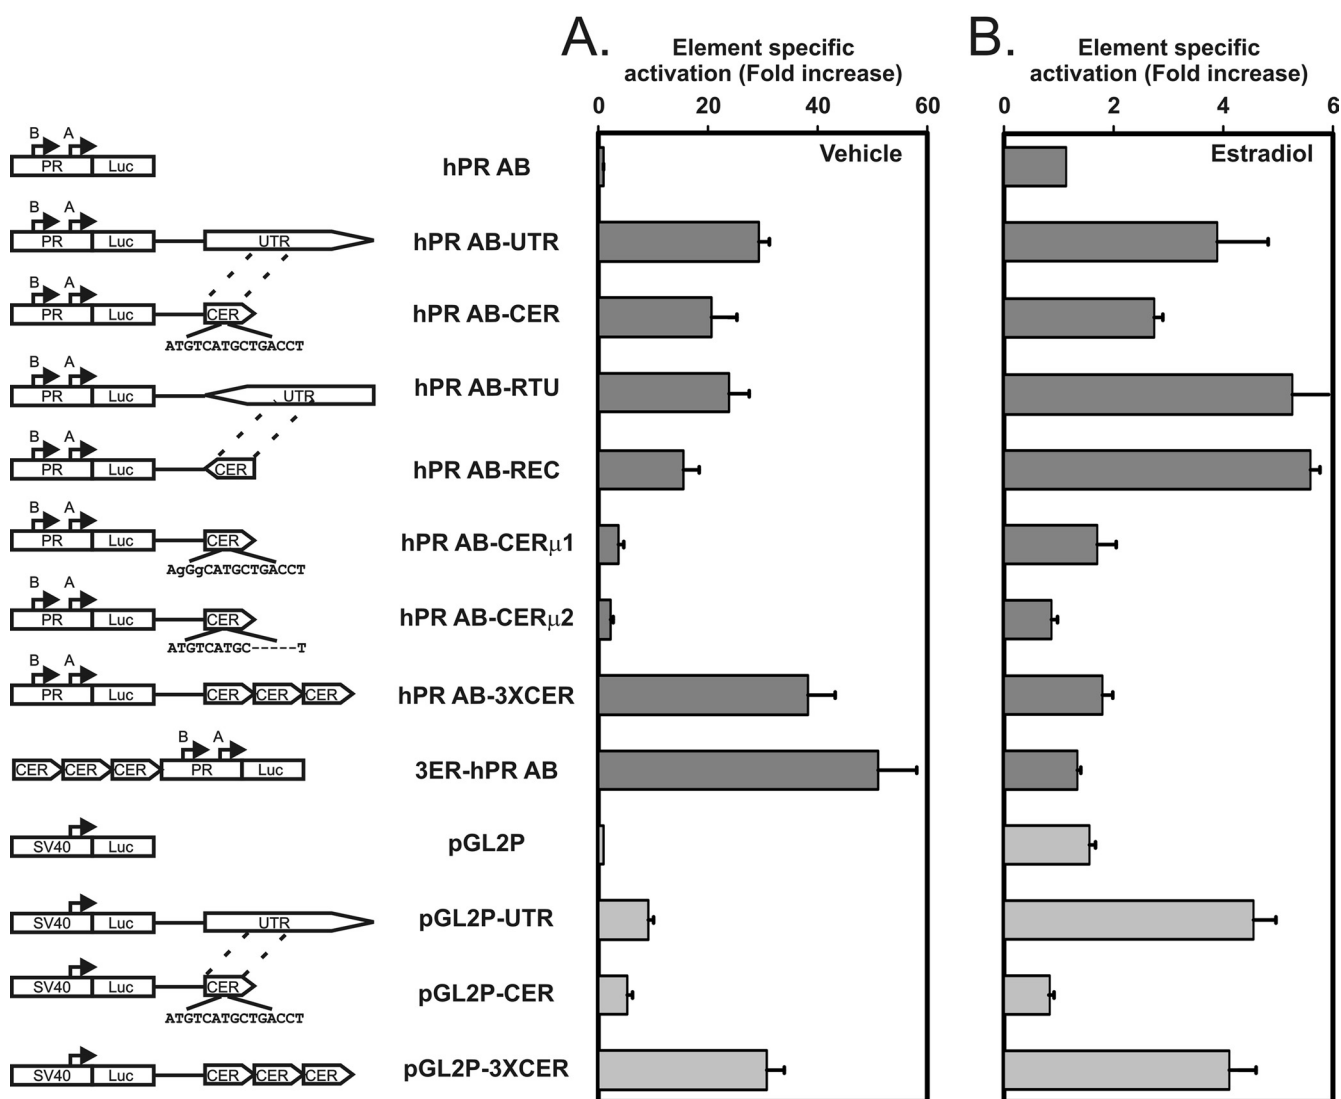 A.
Element specific
activation (Fold increase)
0 20 40 60
Vehicle
B.
Element specific
activation (Fold increase)
0 2 4 6
Estradiol
B A
PR Luc
hPR AB
B A
PR Luc UTR
hPR AB-UTR
B A
PR Luc CER
ATGTCATGCTGACCT
hPR AB-CER
B A
PR Luc UTR
hPR AB-RTU
B A
PR Luc CER
hPR AB-REC
B A
PR Luc CER
AgGgCATGCTGACCT
hPR AB-CERμ1
B A
PR Luc CER
ATGTCATGC-----T
hPR AB-CERμ2
B A
PR Luc CER CER CER
hPR AB-3XCER
B A
CER CER CER PR Luc
3ER-hPR AB
SV40 Luc
pGL2P
SV40 Luc UTR
pGL2P-UTR
SV40 Luc CER
ATGTCATGCTGACCT
pGL2P-CER
SV40 Luc CER CER CER
pGL2P-3XCER